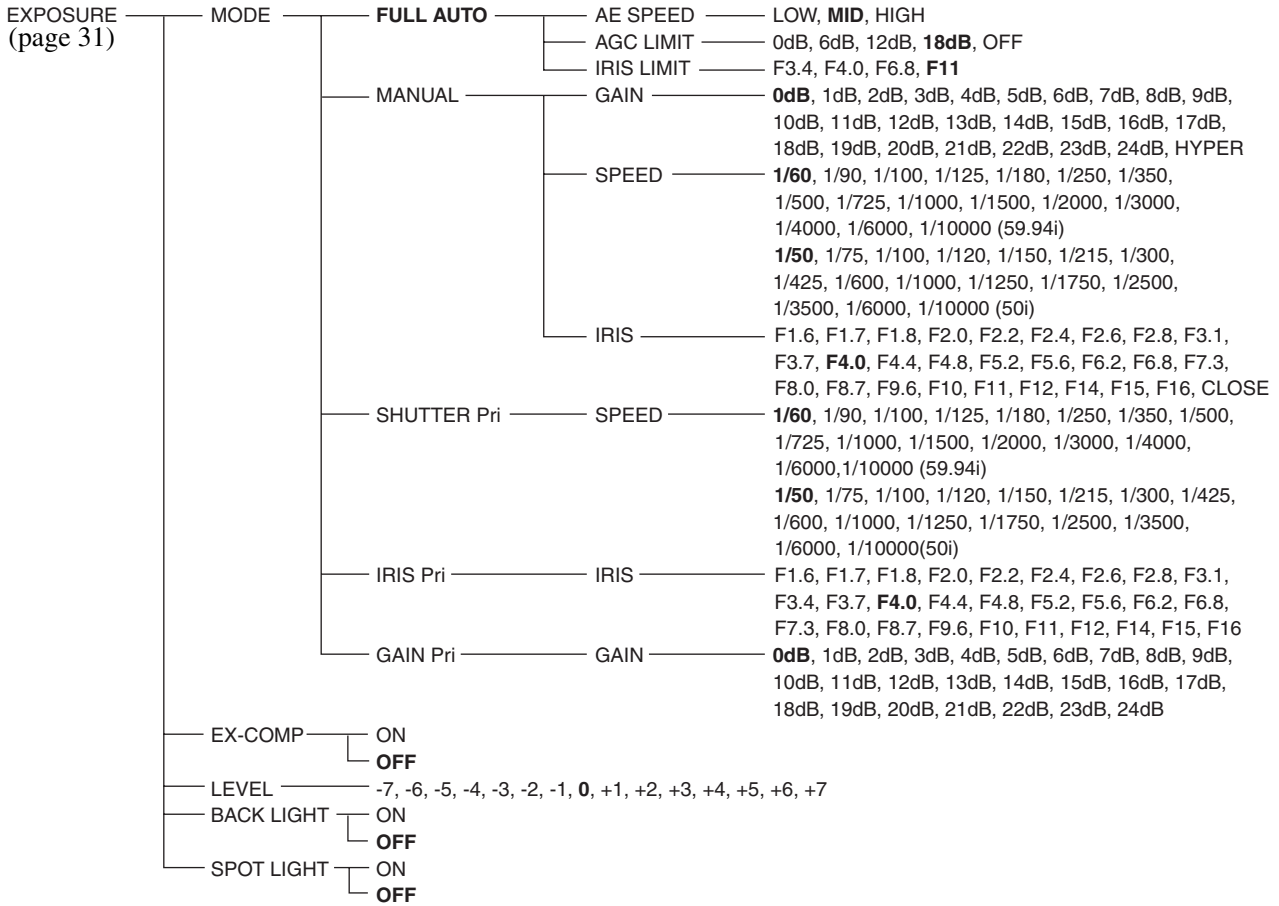 EXPOSURE MODE FULL AUTO AE SPEED LOW, MID, HIGH
(page 31)
AGC LIMIT 0dB, 6dB, 12dB, 18dB, OFF
IRIS LIMIT F3.4, F4.0, F6.8, F11
MANUAL GAIN 0dB, 1dB, 2dB, 3dB, 4dB, 5dB, 6dB, 7dB, 8dB, 9dB,
10dB, 11dB, 12dB, 13dB, 14dB, 15dB, 16dB, 17dB,
18dB, 19dB, 20dB, 21dB, 22dB, 23dB, 24dB, HYPER
SPEED 1/60, 1/90, 1/100, 1/125, 1/180, 1/250, 1/350,
1/500, 1/725, 1/1000, 1/1500, 1/2000, 1/3000,
1/4000, 1/6000, 1/10000 (59.94i)
1/50, 1/75, 1/100, 1/120, 1/150, 1/215, 1/300,
1/425, 1/600, 1/1000, 1/1250, 1/1750, 1/2500,
1/3500, 1/6000, 1/10000 (50i)
IRIS F1.6, F1.7, F1.8, F2.0, F2.2, F2.4, F2.6, F2.8, F3.1,
F3.7, F4.0, F4.4, F4.8, F5.2, F5.6, F6.2, F6.8, F7.3,
F8.0, F8.7, F9.6, F10, F11, F12, F14, F15, F16, CLOSE
SHUTTER Pri SPEED 1/60, 1/90, 1/100, 1/125, 1/180, 1/250, 1/350, 1/500,
1/725, 1/1000, 1/1500, 1/2000, 1/3000, 1/4000,
1/6000,1/10000 (59.94i)
1/50, 1/75, 1/100, 1/120, 1/150, 1/215, 1/300, 1/425,
1/600, 1/1000, 1/1250, 1/1750, 1/2500, 1/3500,
1/6000, 1/10000(50i)
IRIS Pri IRIS F1.6, F1.7, F1.8, F2.0, F2.2, F2.4, F2.6, F2.8, F3.1,
F3.4, F3.7, F4.0, F4.4, F4.8, F5.2, F5.6, F6.2, F6.8,
F7.3, F8.0, F8.7, F9.6, F10, F11, F12, F14, F15, F16
GAIN Pri GAIN 0dB, 1dB, 2dB, 3dB, 4dB, 5dB, 6dB, 7dB, 8dB, 9dB,
10dB, 11dB, 12dB, 13dB, 14dB, 15dB, 16dB, 17dB,
18dB, 19dB, 20dB, 21dB, 22dB, 23dB, 24dB
EX-COMP ON
OFF
LEVEL -7, -6, -5, -4, -3, -2, -1, 0, +1, +2, +3, +4, +5, +6, +7
BACK LIGHT ON
OFF
SPOT LIGHT ON
OFF